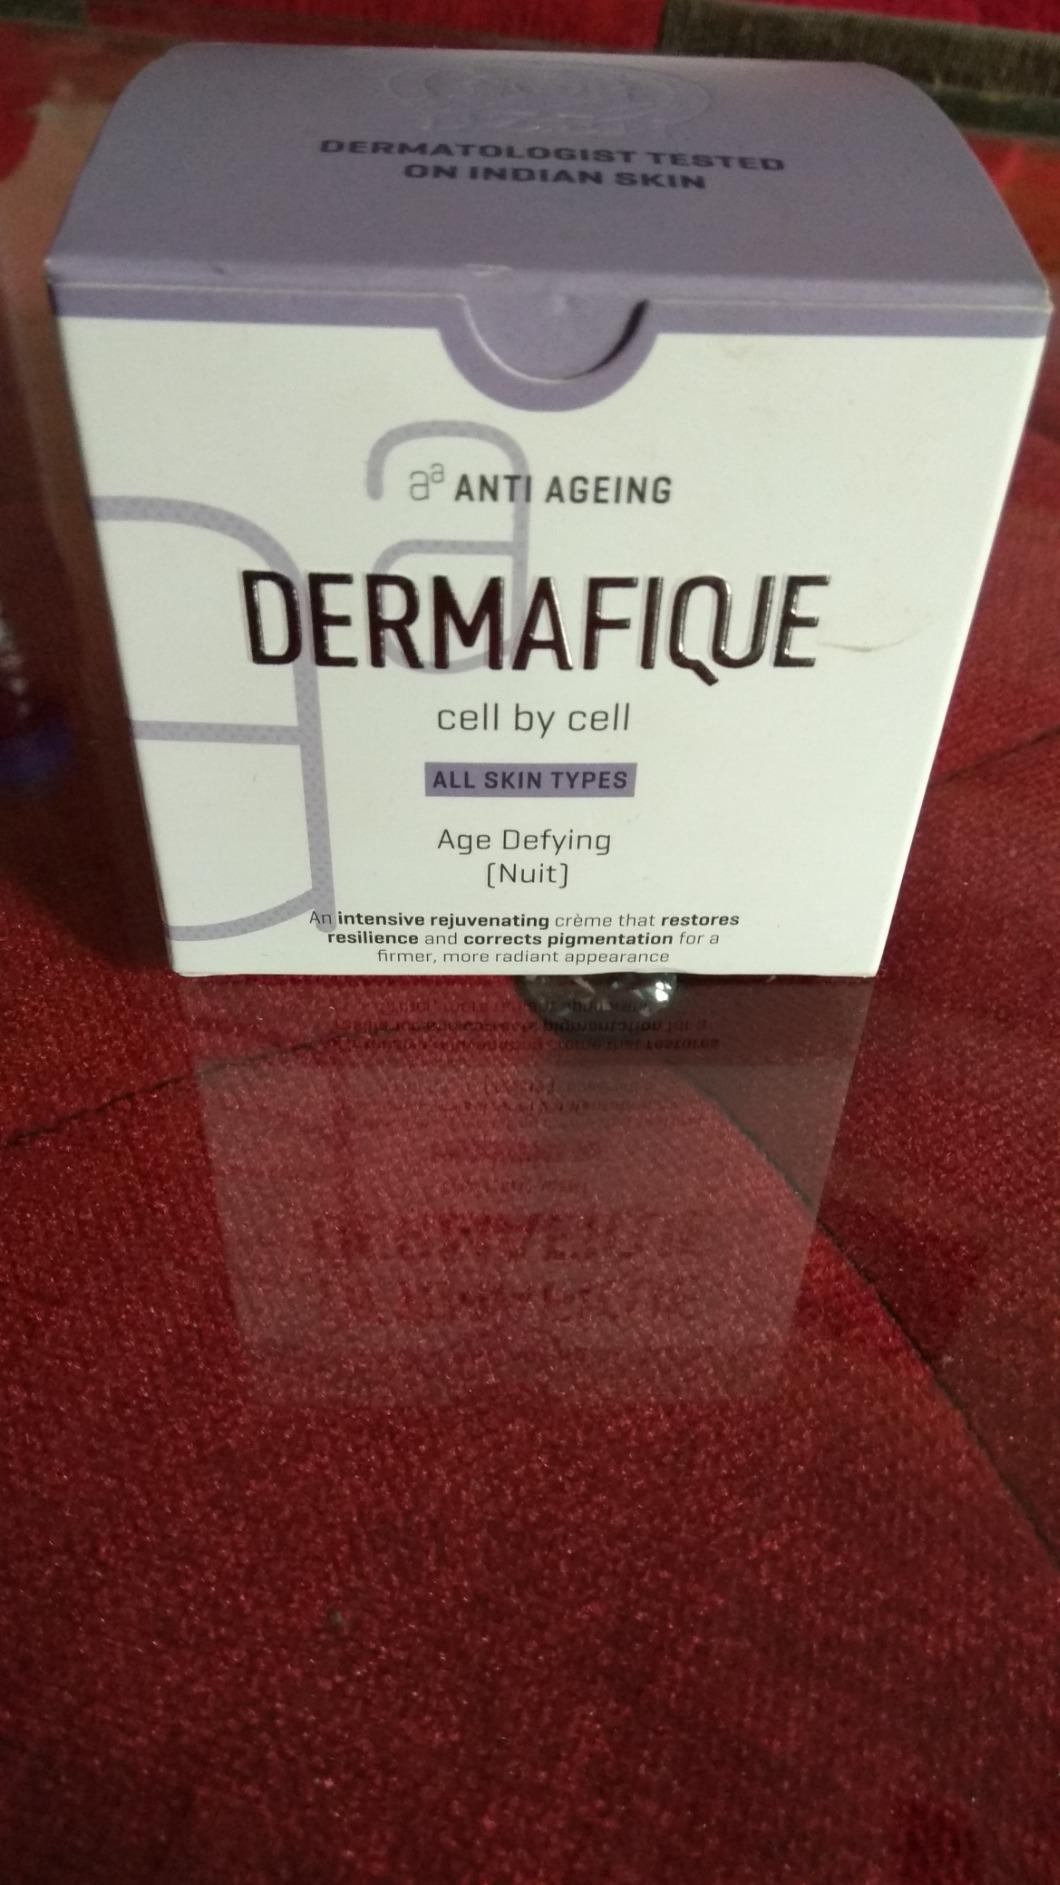 DERMATOLOGIST TESTED
ON INDIAN SKIN
aa ANTI AGEING
DERMAFIQUE
cell by cell
ALL SKIN TYPES
Age Defying
[Nuit]
An intensive rejuvenating crème that restores
resilience and corrects pigmentation for a
firmer, more radiant appearance